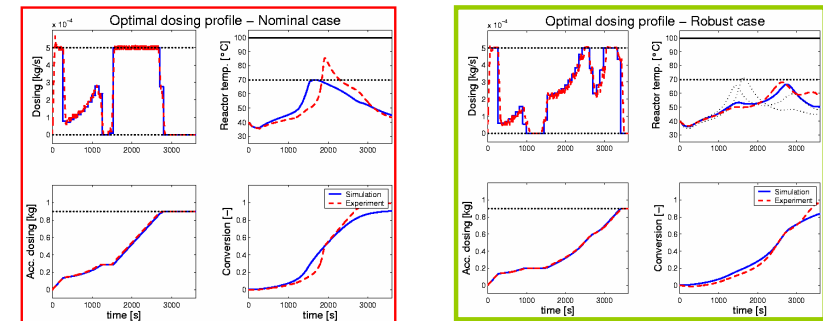 Optimal dosing profile – Nominal case
x 10⁻⁴
Dosing [kg/s]
6
5
4
3
2
1
0
0 1000 2000 3000
Reactor temp. [°C]
100
90
80
70
60
50
40
30
0 1000 2000 3000
Acc. dosing [kg]
1
0.8
0.6
0.4
0.2
0
0 1000 2000 3000
time [s]
Conversion [–]
1
0.8
0.6
0.4
0.2
0
Simulation
Experiment
0 1000 2000 3000
time [s]
Optimal dosing profile – Robust case
x 10⁻⁴
Dosing [kg/s]
6
5
4
3
2
1
0
0 1000 2000 3000
Reactor temp. [°C]
100
90
80
70
60
50
40
30
0 1000 2000 3000
Acc. dosing [kg]
1
0.8
0.6
0.4
0.2
0
0 1000 2000 3000
time [s]
Conversion [–]
1
0.8
0.6
0.4
0.2
0
Simulation
Experiment
0 1000 2000 3000
time [s]